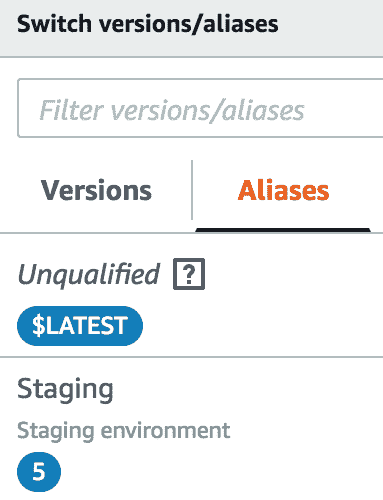 Switch versions/aliases
Filter versions/aliases
Versions
Aliases
Unqualified ?
$LATEST
Staging
Staging environment
5